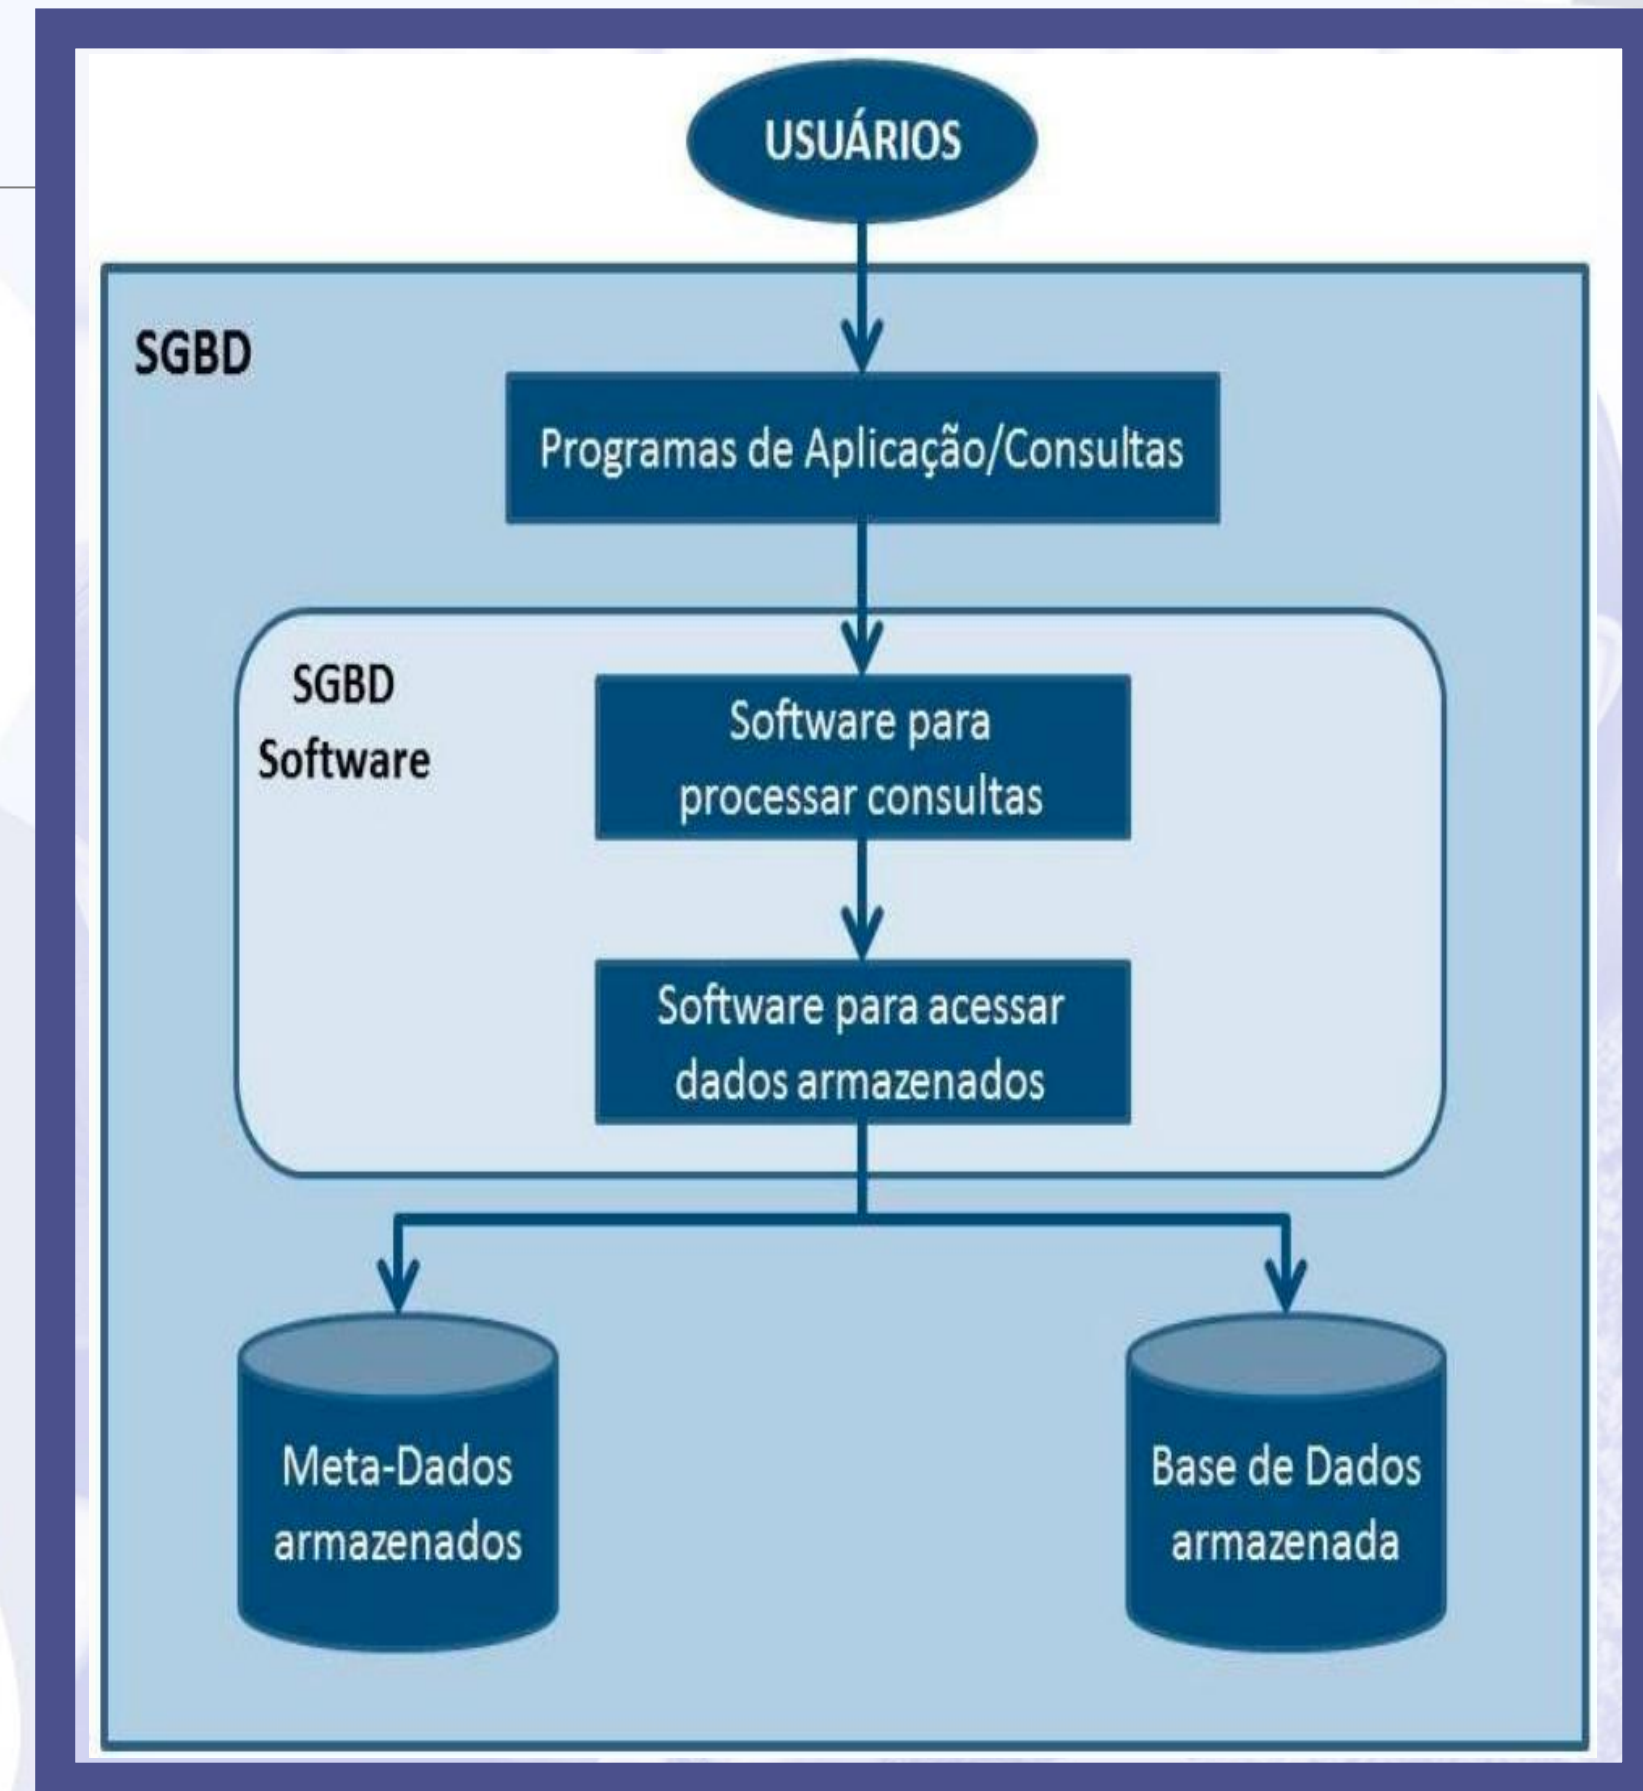 USUÁRIOS
SGBD
Programas de Aplicação/Consultas
SGBD
Software
Software para
processar consultas
Software para acessar
dados armazenados
Meta-Dados
armazenados
Base de Dados
armazenada